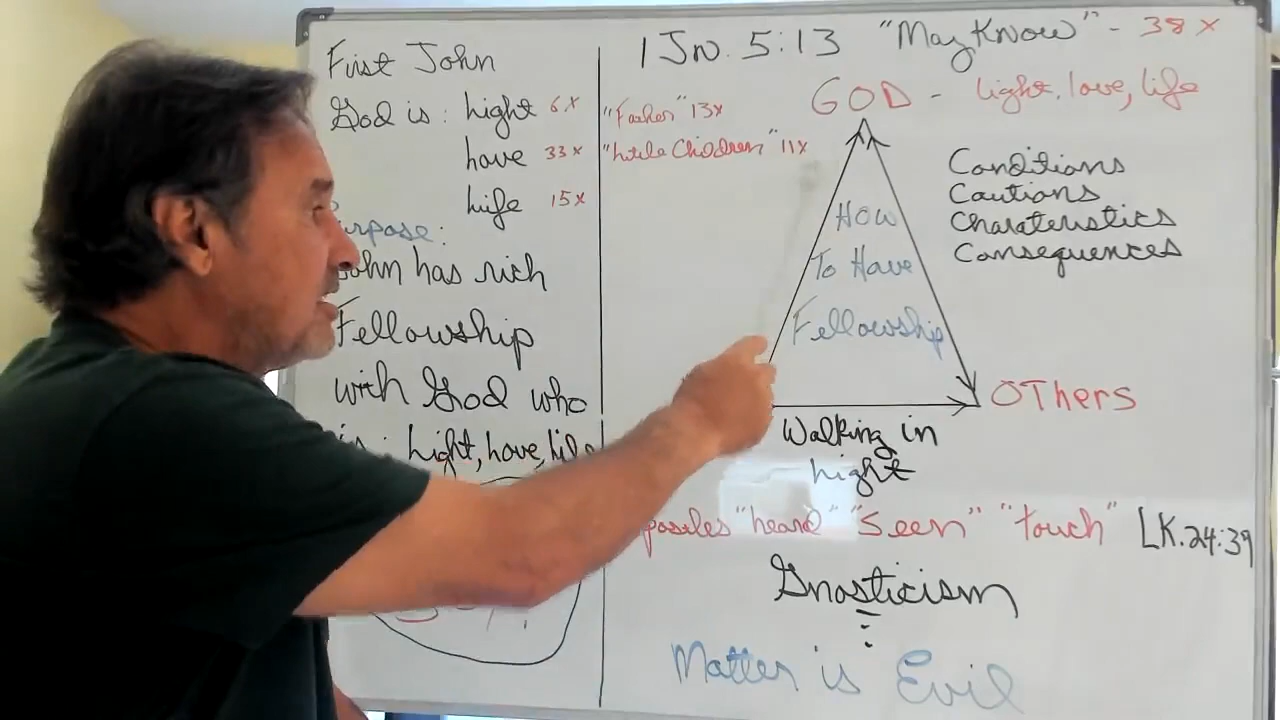 First John
God is: Light 6x
Love 33x
Life 15x
urpose:
John has rich
Fellowship
with God who
is: Light, Love, Life
1 Jn. 5:13 "May Know" - 38x
"Father" 13x
"Little Children" 11x
GOD - Light, love, life
Conditions
Cautions
Charateristics
Consequences
How
To Have
Fellowship
OTHers
Walking in
Light
"heard" "Seen" "touch" LK. 24:39
Gnosticism
Matter is Evil